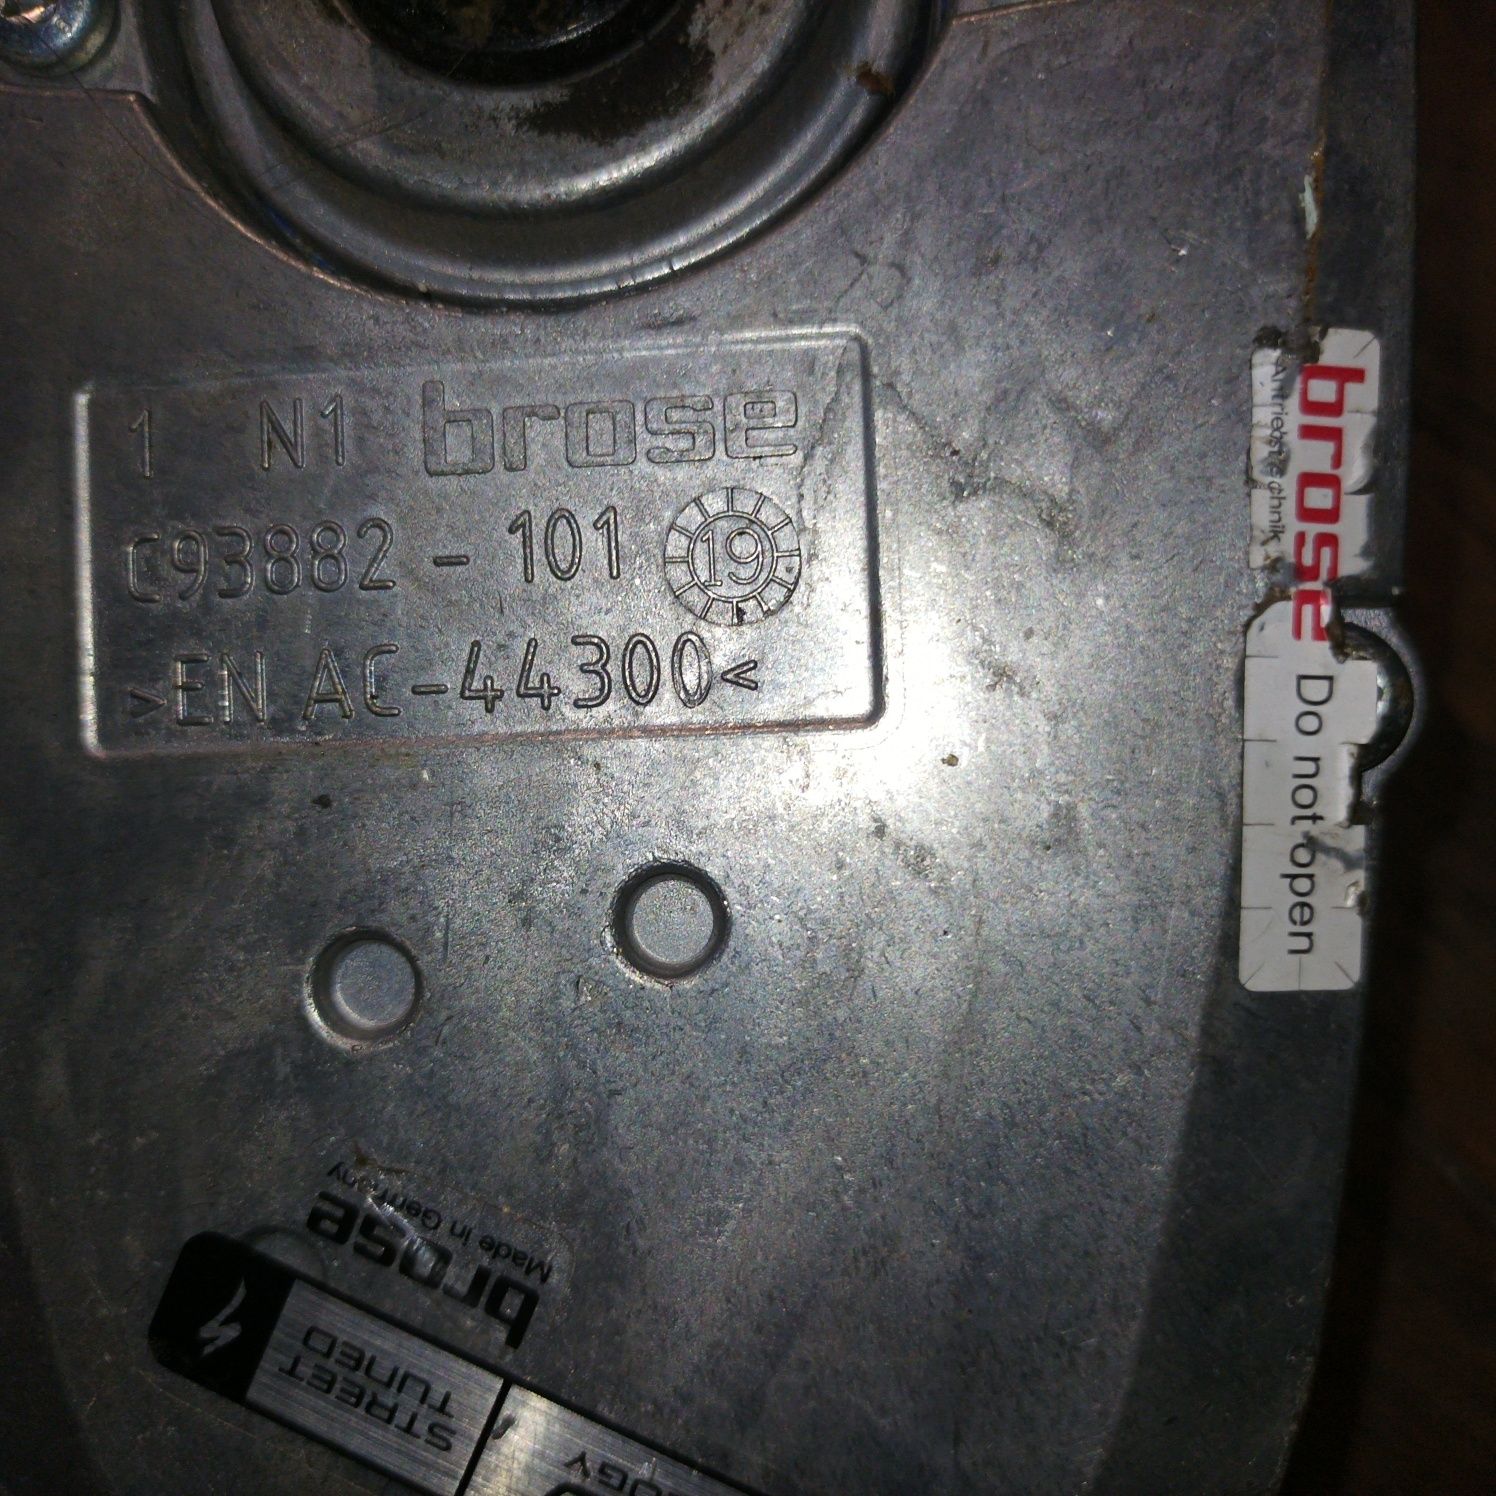 1 N1 brose
C93882-101 19
>EN AC-44300<
brose Do not open
Antriebstechnik
Made in Germany
brose
STREET
TUNED